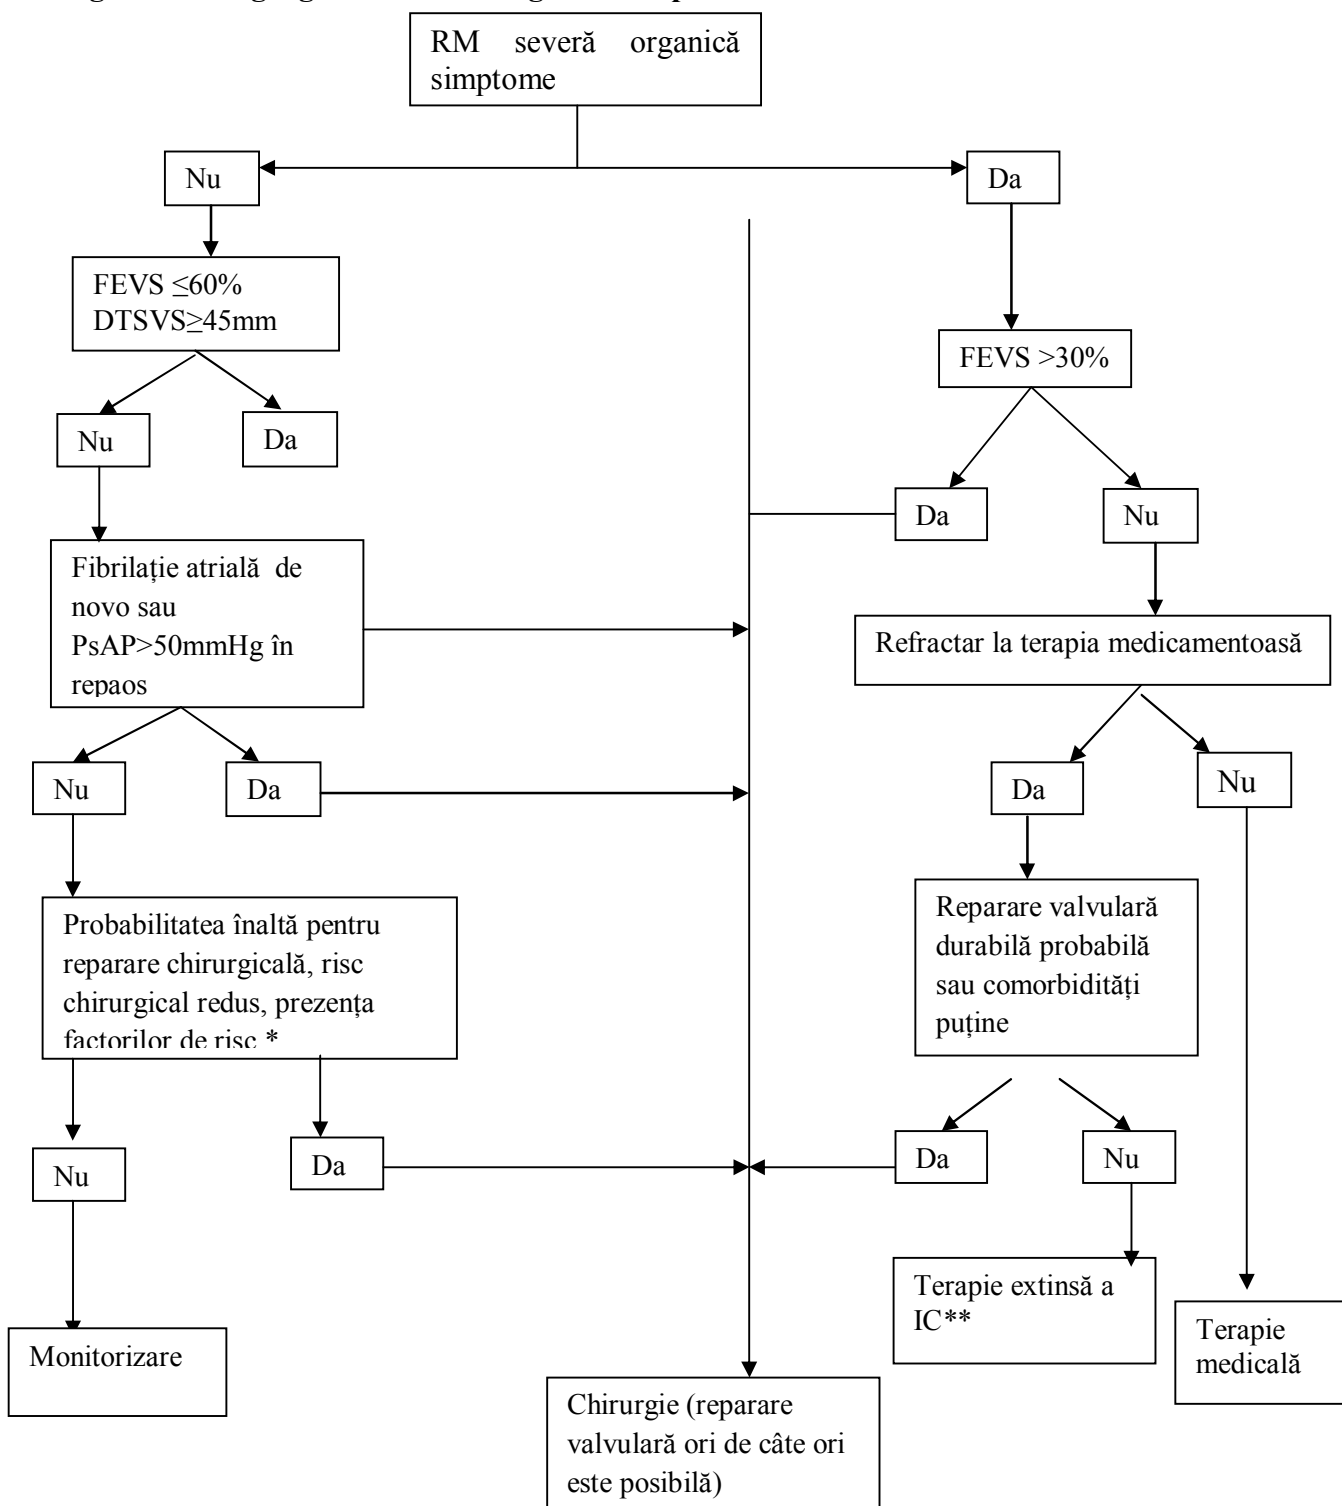 RM severă organică
simptome
Nu
Da
FEVS ≤60%
DTSVS≥45mm
FEVS >30%
Nu
Da
Da
Nu
Fibrilație atrială de
novo sau
PsAP>50mmHg în
repaos
Refractar la terapia medicamentoasă
Nu
Da
Da
Nu
Probabilitatea înaltă pentru
reparare chirurgicală, risc
chirurgical redus, prezența
factorilor de risc *
Reparare valvulară
durabilă probabilă
sau comorbidități
puține
Nu
Da
Da
Nu
Monitorizare
Terapie extinsă a
IC**
Terapie
medicală
Chirurgie (reparare
valvulară ori de câte ori
este posibilă)